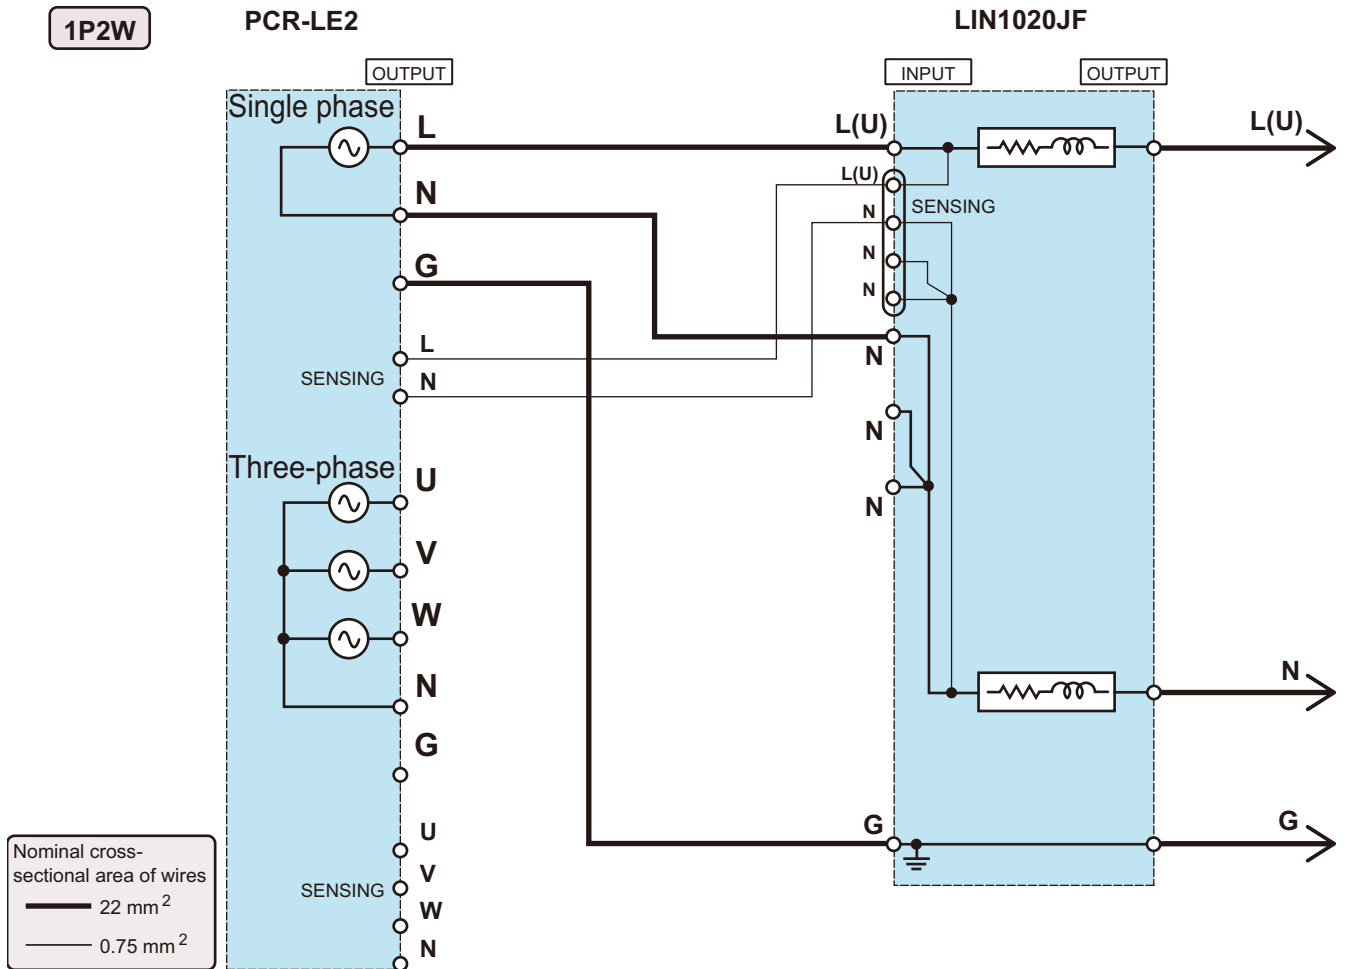 1P2W
PCR-LE2
LIN1020JF
OUTPUT
INPUT
OUTPUT
Single phase
L
L(U)
L(U)
N
L(U)
SENSING
N
N
N
G
L
SENSING
N
N
N
N
Three-phase
U
V
W
N
G
U
V
SENSING
W
N
N
G
G
Nominal cross-
sectional area of wires
22 mm²
0.75 mm²